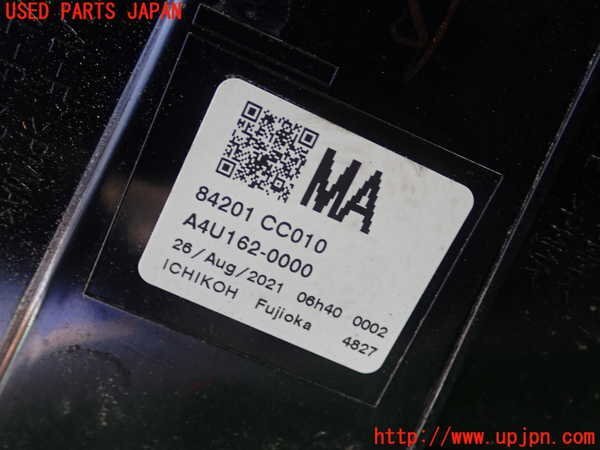 USED PARTS JAPAN
MA
84201 CC010
A4U162-0000
26/Aug/2021 06h40 0002
ICHIKOH Fujioka 4827
http://www.upjpn.com